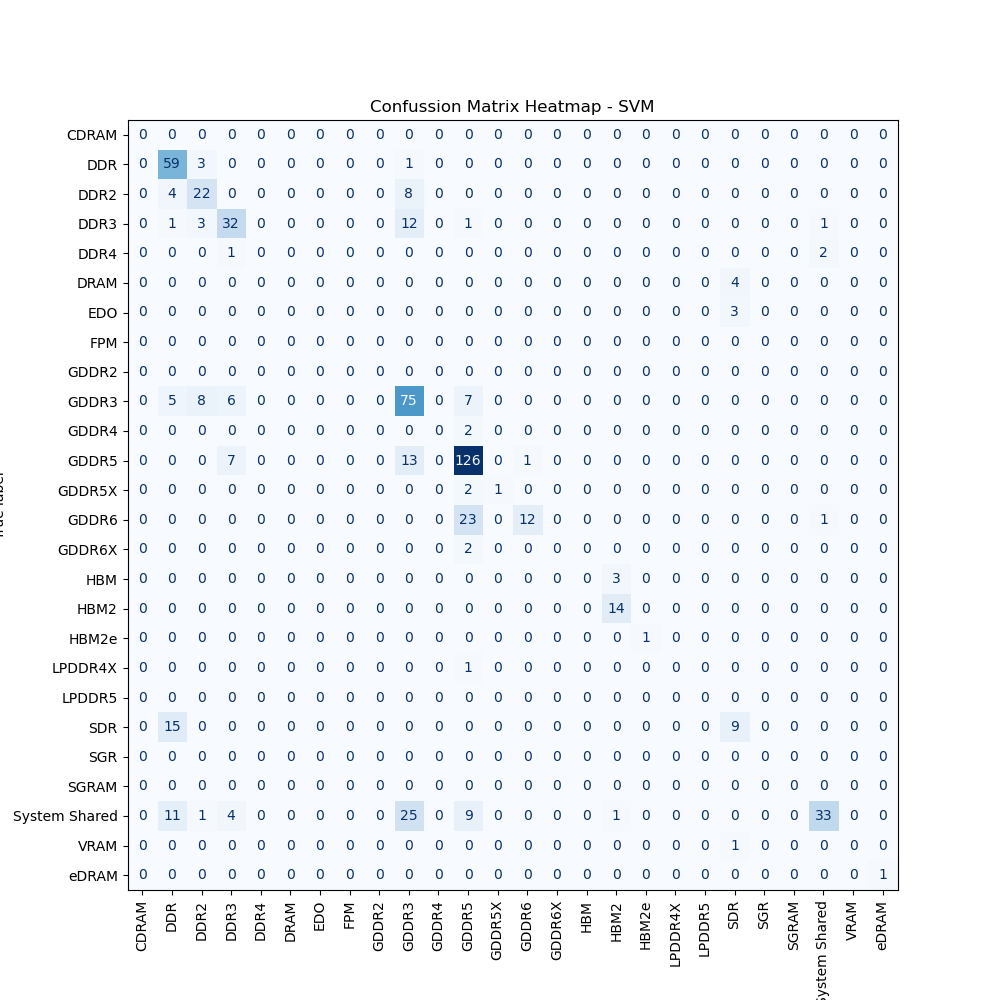 Confussion Matrix Heatmap - SVM
CDRAM 0 0 0 0 0 0 0 0 0 0 0 0 0 0 0 0 0 0 0 0 0 0 0 0 0 0
DDR 0 59 3 0 0 0 0 0 0 1 0 0 0 0 0 0 0 0 0 0 0 0 0 0 0 0
DDR2 0 4 22 0 0 0 0 0 0 8 0 0 0 0 0 0 0 0 0 0 0 0 0 0 0 0
DDR3 0 1 3 32 0 0 0 0 0 12 0 1 0 0 0 0 0 0 0 0 0 0 0 1 0 0
DDR4 0 0 0 1 0 0 0 0 0 0 0 0 0 0 0 0 0 0 0 0 0 0 0 2 0 0
DRAM 0 0 0 0 0 0 0 0 0 0 0 0 0 0 0 0 0 0 0 0 4 0 0 0 0 0
EDO 0 0 0 0 0 0 0 0 0 0 0 0 0 0 0 0 0 0 0 0 3 0 0 0 0 0
FPM 0 0 0 0 0 0 0 0 0 0 0 0 0 0 0 0 0 0 0 0 0 0 0 0 0 0
GDDR2 0 0 0 0 0 0 0 0 0 0 0 0 0 0 0 0 0 0 0 0 0 0 0 0 0 0
GDDR3 0 5 8 6 0 0 0 0 0 75 0 7 0 0 0 0 0 0 0 0 0 0 0 0 0 0
GDDR4 0 0 0 0 0 0 0 0 0 0 0 2 0 0 0 0 0 0 0 0 0 0 0 0 0 0
GDDR5 0 0 0 7 0 0 0 0 0 13 0 126 0 1 0 0 0 0 0 0 0 0 0 0 0 0
GDDR5X 0 0 0 0 0 0 0 0 0 0 0 2 1 0 0 0 0 0 0 0 0 0 0 0 0 0
GDDR6 0 0 0 0 0 0 0 0 0 0 0 23 0 12 0 0 0 0 0 0 0 0 0 1 0 0
GDDR6X 0 0 0 0 0 0 0 0 0 0 0 2 0 0 0 0 0 0 0 0 0 0 0 0 0 0
HBM 0 0 0 0 0 0 0 0 0 0 0 0 0 0 0 0 3 0 0 0 0 0 0 0 0 0
HBM2 0 0 0 0 0 0 0 0 0 0 0 0 0 0 0 0 14 0 0 0 0 0 0 0 0 0
HBM2e 0 0 0 0 0 0 0 0 0 0 0 0 0 0 0 0 0 1 0 0 0 0 0 0 0 0
LPDDR4X 0 0 0 0 0 0 0 0 0 0 0 1 0 0 0 0 0 0 0 0 0 0 0 0 0 0
LPDDR5 0 0 0 0 0 0 0 0 0 0 0 0 0 0 0 0 0 0 0 0 0 0 0 0 0 0
SDR 0 15 0 0 0 0 0 0 0 0 0 0 0 0 0 0 0 0 0 0 9 0 0 0 0 0
SGR 0 0 0 0 0 0 0 0 0 0 0 0 0 0 0 0 0 0 0 0 0 0 0 0 0 0
SGRAM 0 0 0 0 0 0 0 0 0 0 0 0 0 0 0 0 0 0 0 0 0 0 0 0 0 0
System Shared 0 11 1 4 0 0 0 0 0 25 0 9 0 0 0 0 1 0 0 0 0 0 0 33 0 0
VRAM 0 0 0 0 0 0 0 0 0 0 0 0 0 0 0 0 0 0 0 0 1 0 0 0 0 0
eDRAM 0 0 0 0 0 0 0 0 0 0 0 0 0 0 0 0 0 0 0 0 0 0 0 0 0 1
CDRAM DDR DDR2 DDR3 DDR4 DRAM EDO FPM GDDR2 GDDR3 GDDR4 GDDR5 GDDR5X GDDR6 GDDR6X HBM HBM2 HBM2e LPDDR4X LPDDR5 SDR SGR SGRAM System Shared VRAM eDRAM